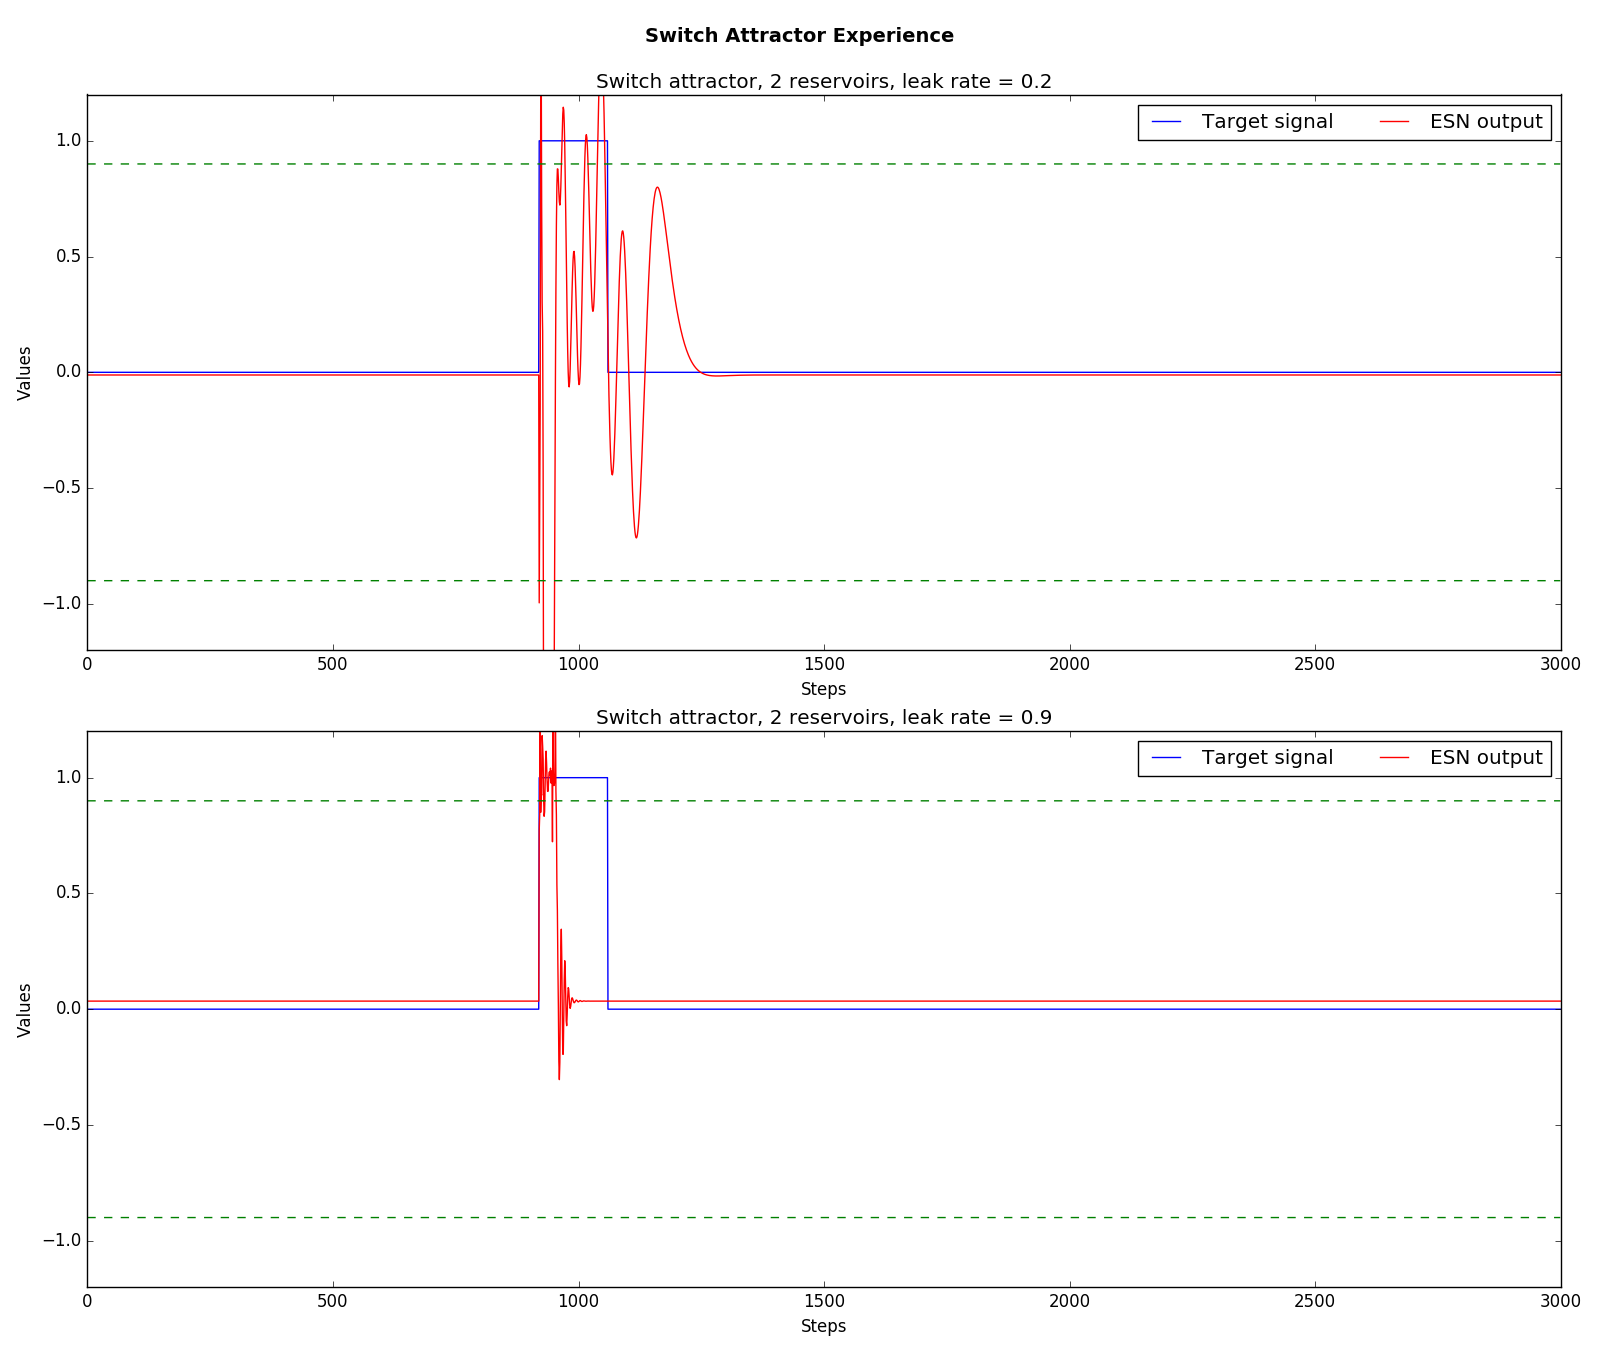 Switch Attractor Experience
Switch attractor, 2 reservoirs, leak rate = 0.2
Target signal ESN output
1.0
0.5
0.0
−0.5
−1.0
Values
0 500 1000 1500 2000 2500 3000
Steps
Switch attractor, 2 reservoirs, leak rate = 0.9
Target signal ESN output
1.0
0.5
0.0
−0.5
−1.0
Values
0 500 1000 1500 2000 2500 3000
Steps